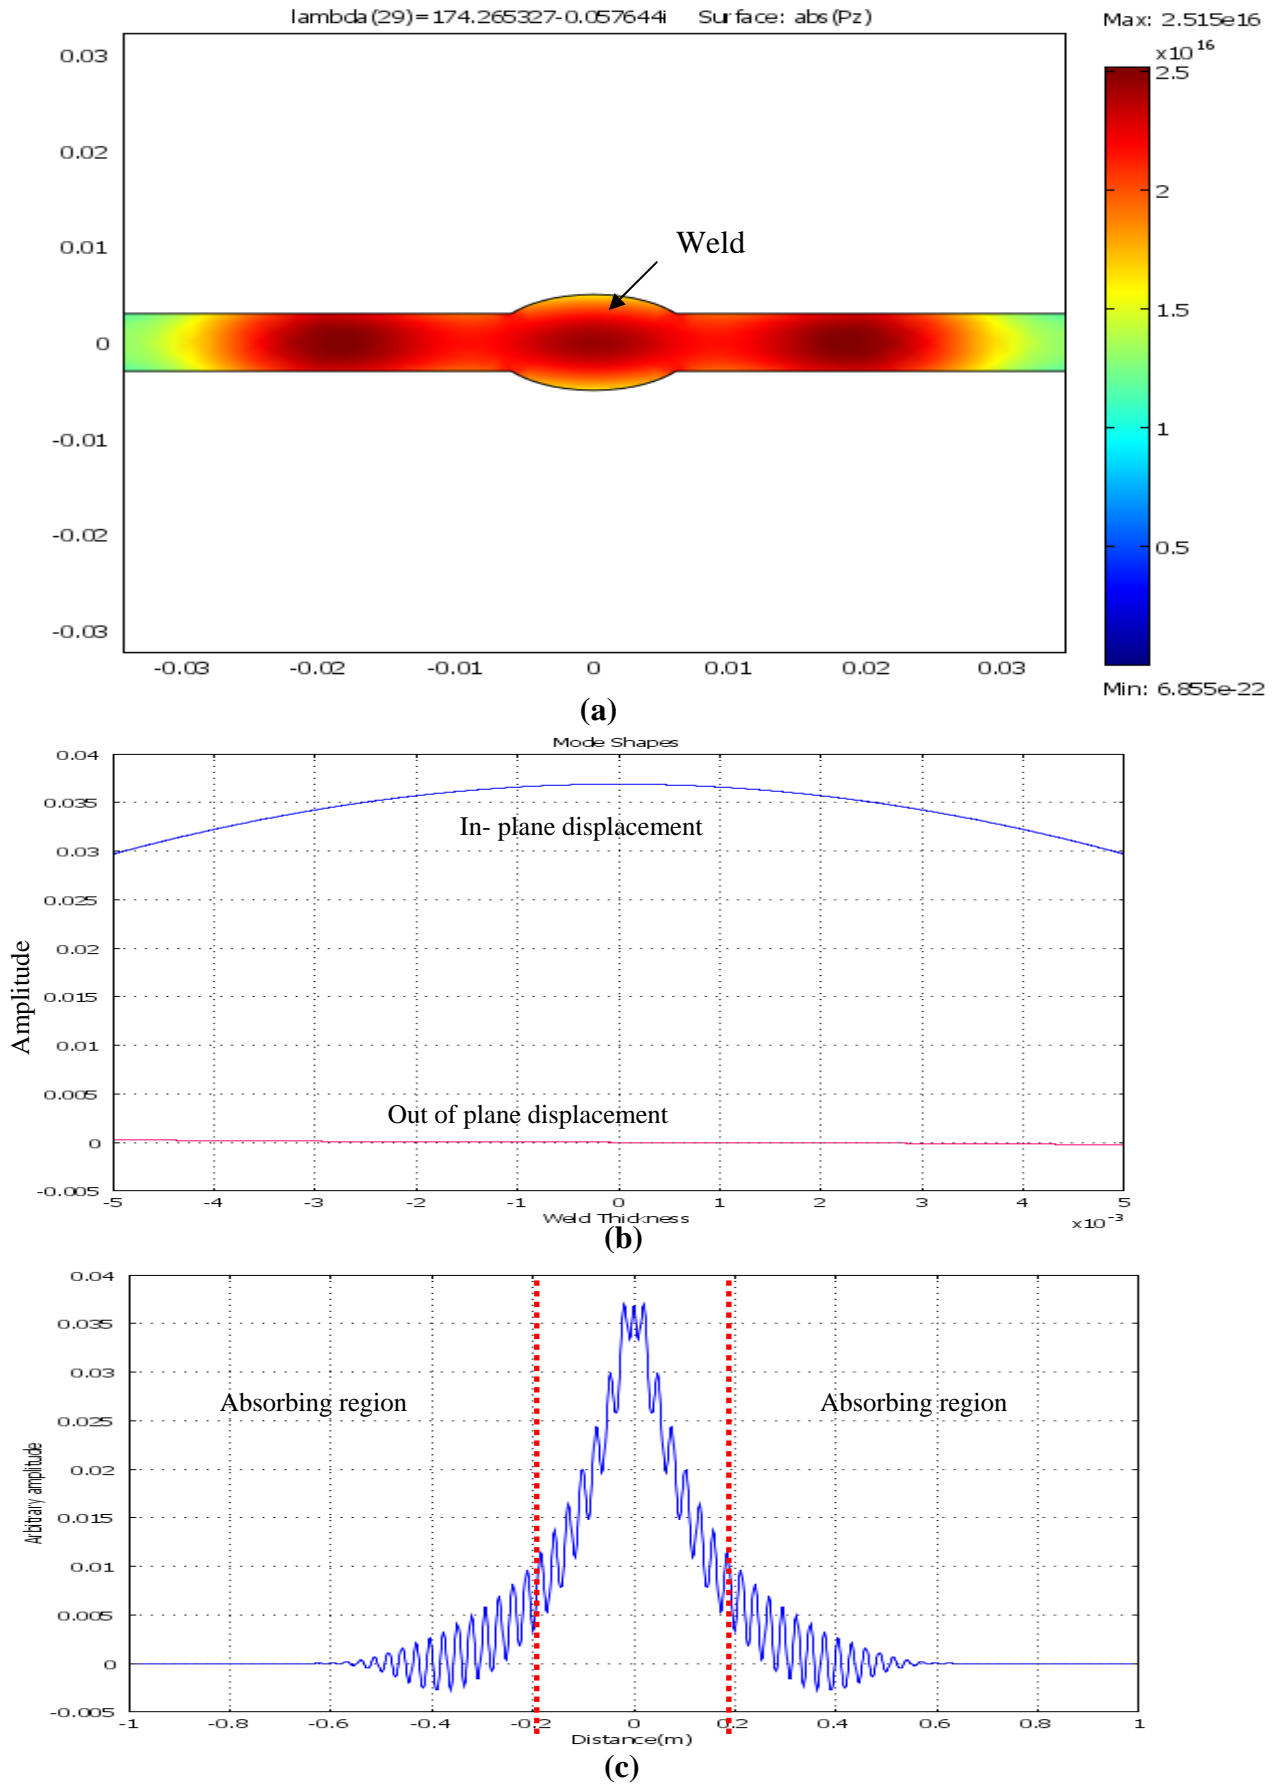 lambda(29)=174.265327-0.057644i Surface: abs(Pz)
Max: 2.515e16
x10 16
0.03
0.02
0.01
0
-0.01
-0.02
-0.03
Weld
2.5
2
1.5
1
0.5
-0.03 -0.02 -0.01 0 0.01 0.02 0.03
Min: 6.855e-22
(a)
Mode Shapes
0.04
0.035
0.03
0.025
0.02
0.015
0.01
0.005
0
-0.005
Amplitude
In- plane displacement
Out of plane displacement
-5 -4 -3 -2 -1 0 1 2 3 4 5
Weld Thickness
x10-3
(b)
0.04
0.035
0.03
0.025
0.02
0.015
0.01
0.005
0
-0.005
Arbitrary amplitude
Absorbing region Absorbing region
-1 -0.8 -0.6 -0.4 -0.2 0 0.2 0.4 0.6 0.8 1
Distance(m)
(c)